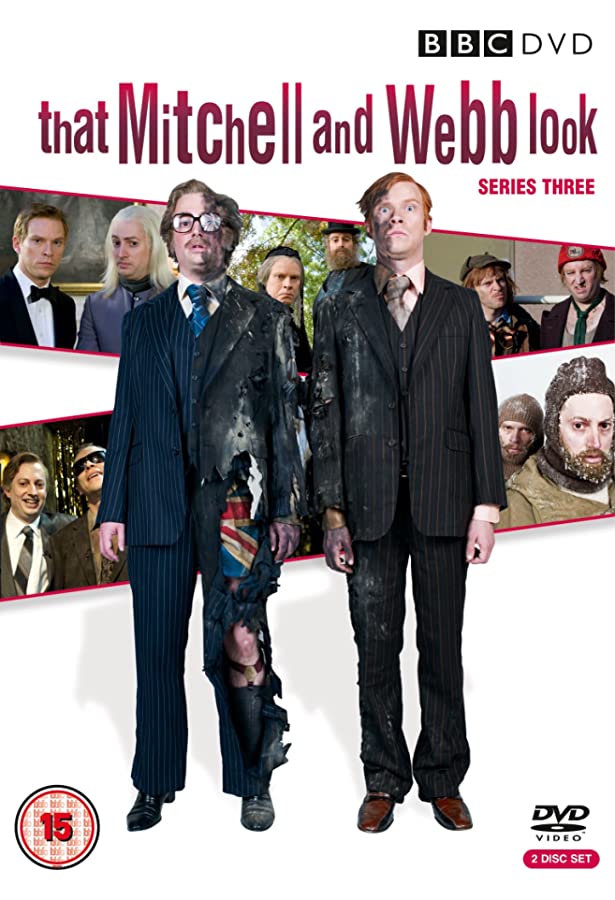 BBC DVD
that Mitchell and Webb look
SERIES THREE
15
DVD
VIDEO
2 DISC SET